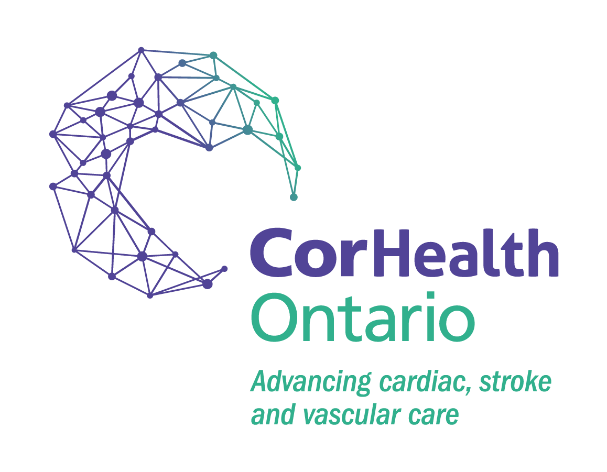 CorHealth
Ontario
Advancing cardiac, stroke
and vascular care